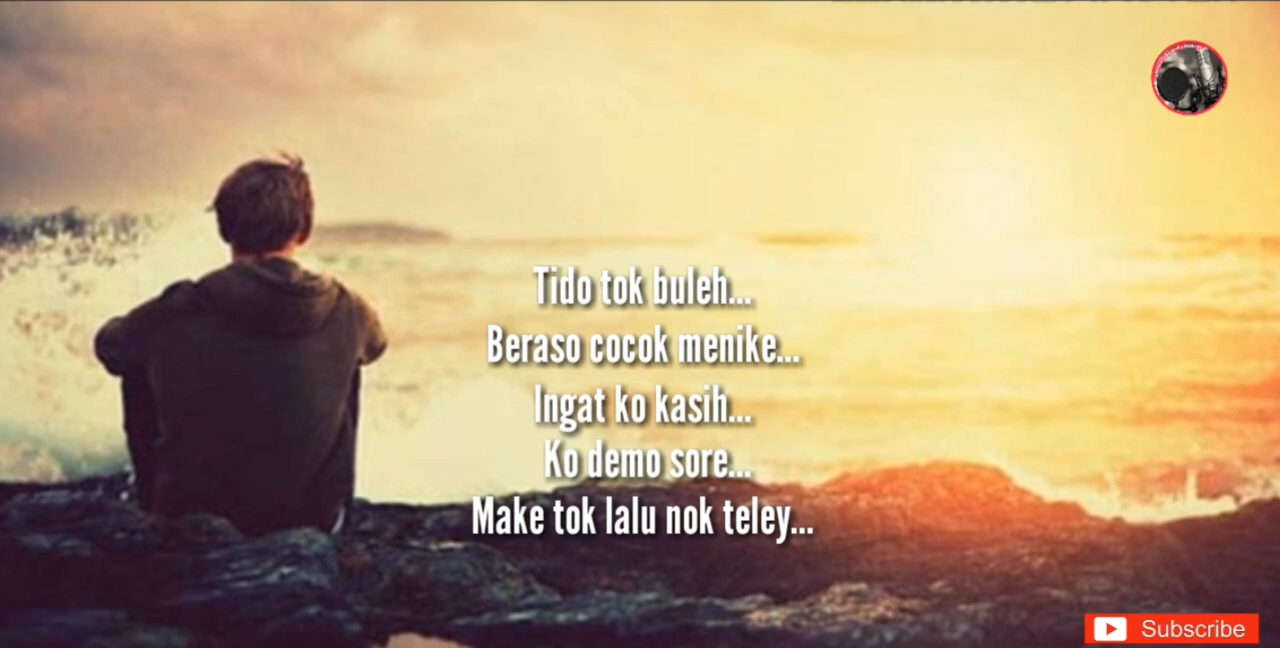 Tido tok buleh...
Beraso cocok menike...
Ingat ko kasih...
Ko demo sore...
Make tok lalu nok teley...
Subscribe